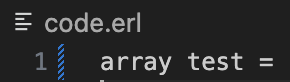 code.erl
1 array test =